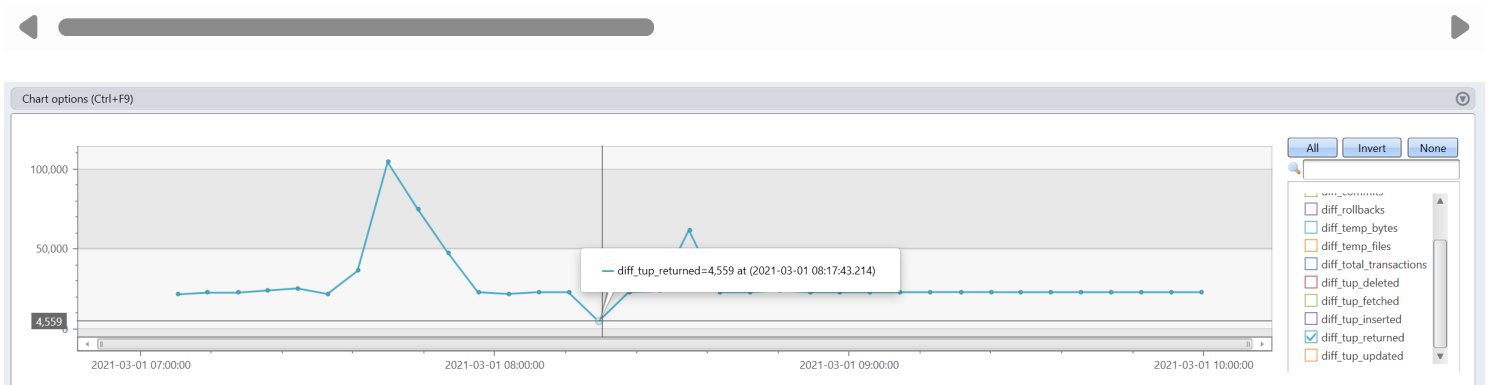 Chart options (Ctrl+F9)
100,000
50,000
4,559
0
diff_tup_returned=4,559 at (2021-03-01 08:17:43.214)
2021-03-01 07:00:00
2021-03-01 08:00:00
2021-03-01 09:00:00
2021-03-01 10:00:00
All
Invert
None
diff_commits
diff_rollbacks
diff_temp_bytes
diff_temp_files
diff_total_transactions
diff_tup_deleted
diff_tup_fetched
diff_tup_inserted
diff_tup_returned
diff_tup_updated